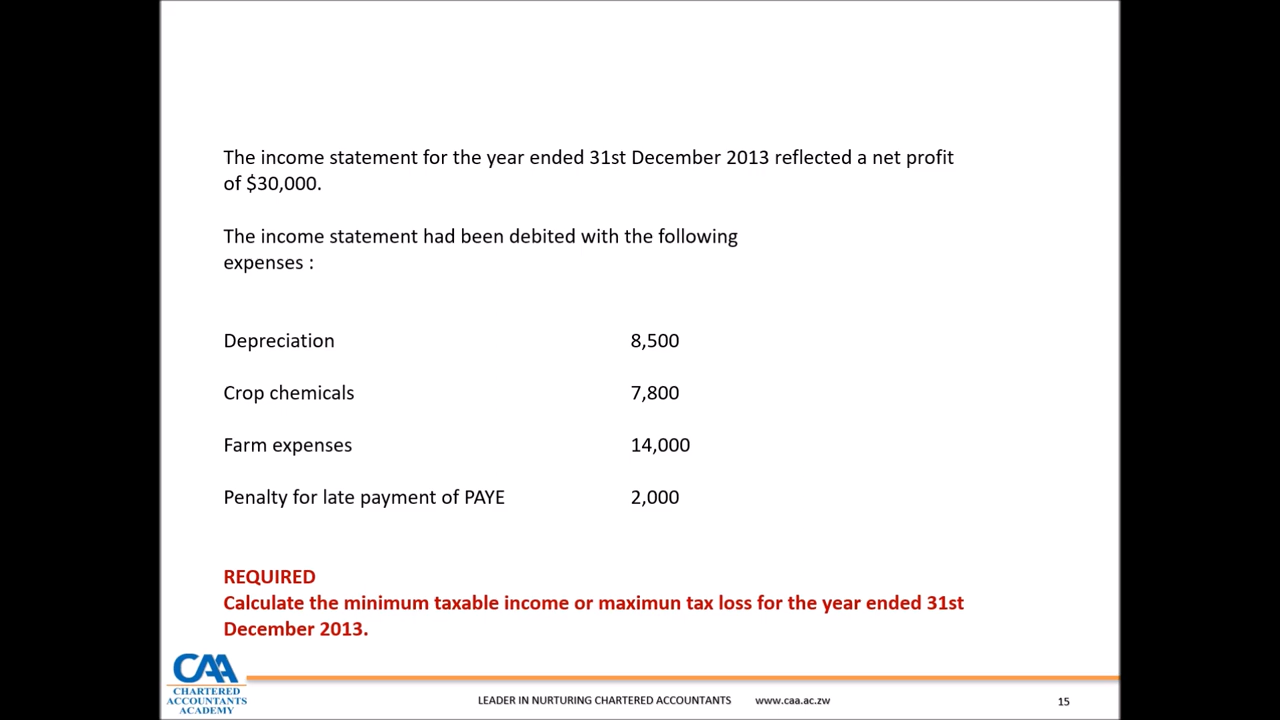 The income statement for the year ended 31st December 2013 reflected a net profit
of $30,000.
The income statement had been debited with the following
expenses :
Depreciation 8,500
Crop chemicals 7,800
Farm expenses 14,000
Penalty for late payment of PAYE 2,000
REQUIRED
Calculate the minimum taxable income or maximun tax loss for the year ended 31st
December 2013.
CAA
CHARTERED
ACCOUNTANTS
ACADEMY
LEADER IN NURTURING CHARTERED ACCOUNTANTS www.caa.ac.zw 15